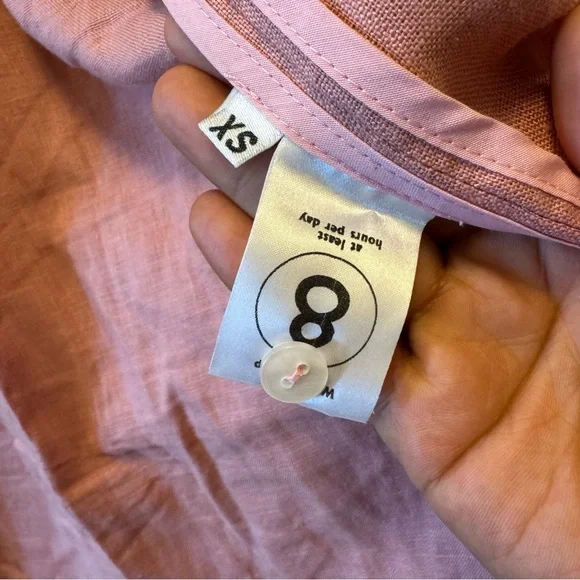 XS
8
at least
hours per day